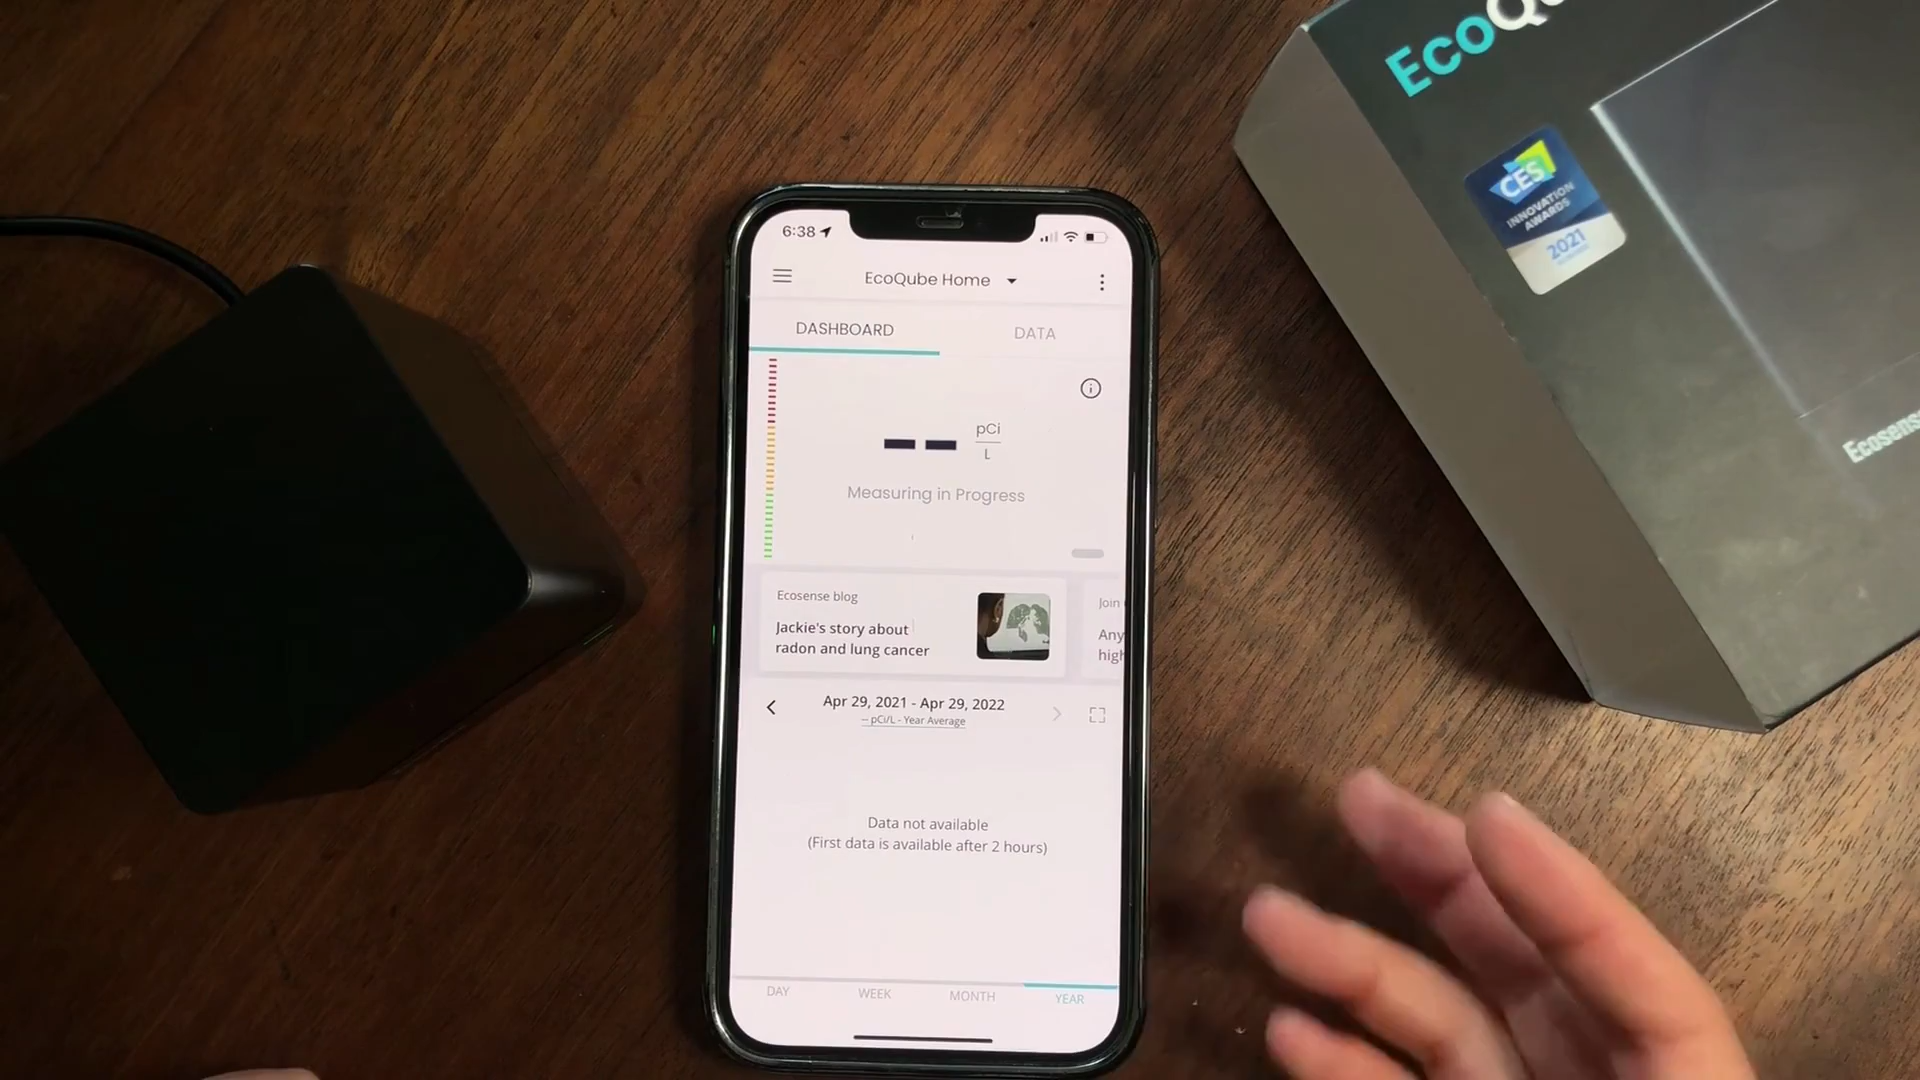 6:38
EcoQube Home
DASHBOARD
DATA
pCi
L
Measuring in Progress
Ecosense blog
Jackie's story about
radon and lung cancer
Join
Any
high
Apr 29, 2021 - Apr 29, 2022
-- pCi/L - Year Average
Data not available
(First data is available after 2 hours)
DAY
WEEK
MONTH
YEAR
EcoQu
CES
INNOVATION
AWARDS
2021
Ecosens